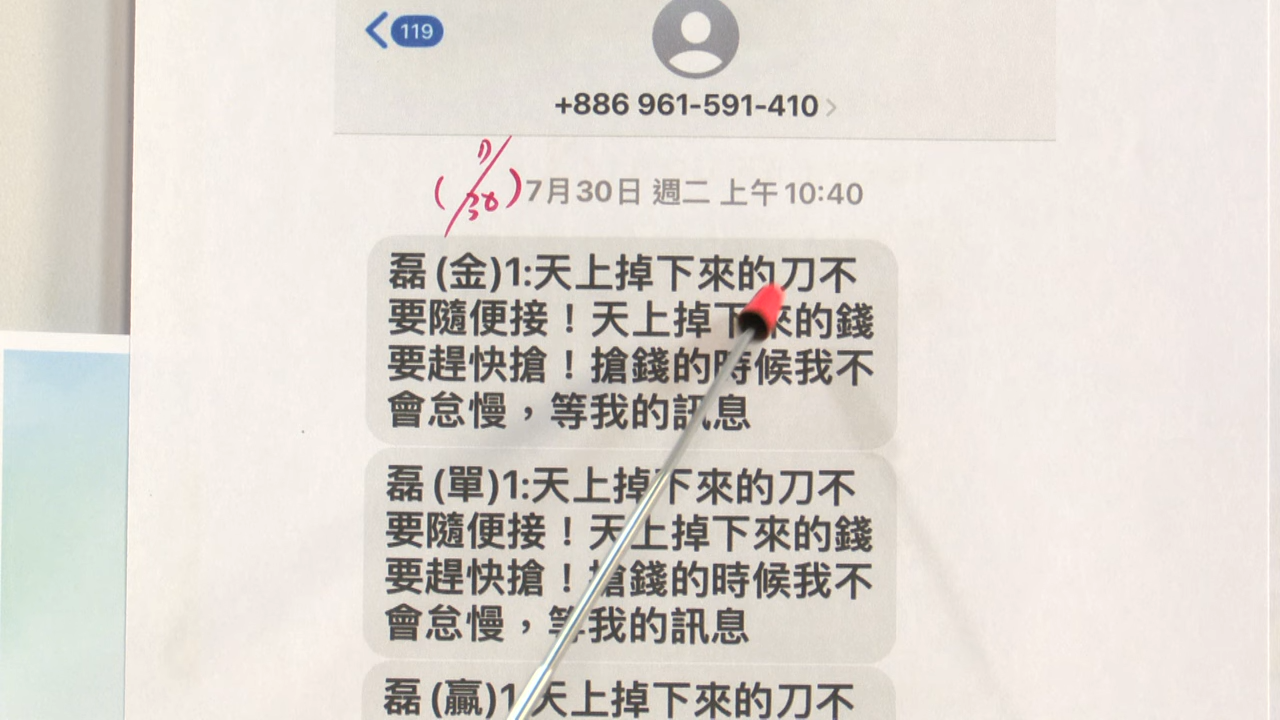 119
+886 961-591-410
(7/30)7月30日 週二 上午10:40
磊(金)1:天上掉下來的刀不
要隨便接！天上掉下來的錢
要趕快搶！搶錢的時候我不
會怠慢，等我的訊息
磊(單)1:天上掉下來的刀不
要隨便接！天上掉下來的錢
要趕快搶！搶錢的時候我不
會怠慢，等我的訊息
磊(贏)1:天上掉下來的刀不